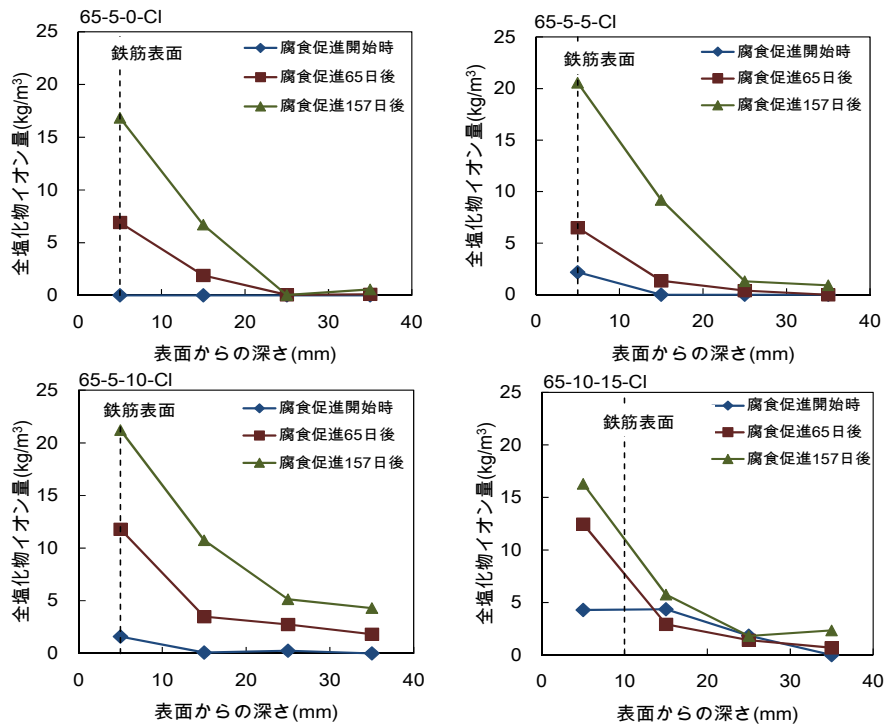 65-5-0-Cl
全塩化物イオン量(kg/m³)
25
20
15
10
5
0
鉄筋表面
腐食促進開始時
腐食促進65日後
腐食促進157日後
0 10 20 30 40
表面からの深さ(mm)
65-5-5-Cl
全塩化物イオン量(kg/m³)
25
20
15
10
5
0
鉄筋表面
腐食促進開始時
腐食促進65日後
腐食促進157日後
0 10 20 30 40
表面からの深さ(mm)
65-5-10-Cl
全塩化物イオン量(kg/m³)
25
20
15
10
5
0
鉄筋表面
腐食促進開始時
腐食促進65日後
腐食促進157日後
0 10 20 30 40
表面からの深さ(mm)
65-10-15-Cl
全塩化物イオン量(kg/m³)
25
20
15
10
5
0
鉄筋表面
腐食促進開始時
腐食促進65日後
腐食促進157日後
0 10 20 30 40
表面からの深さ(mm)